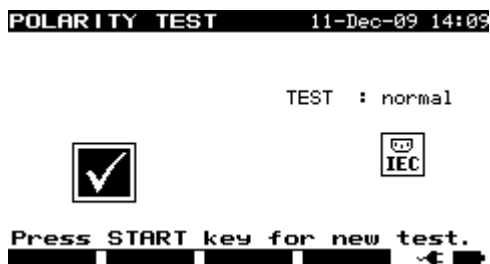 POLARITY TEST 11-Dec-09 14:09
TEST : normal
IEC
Press START key for new test.